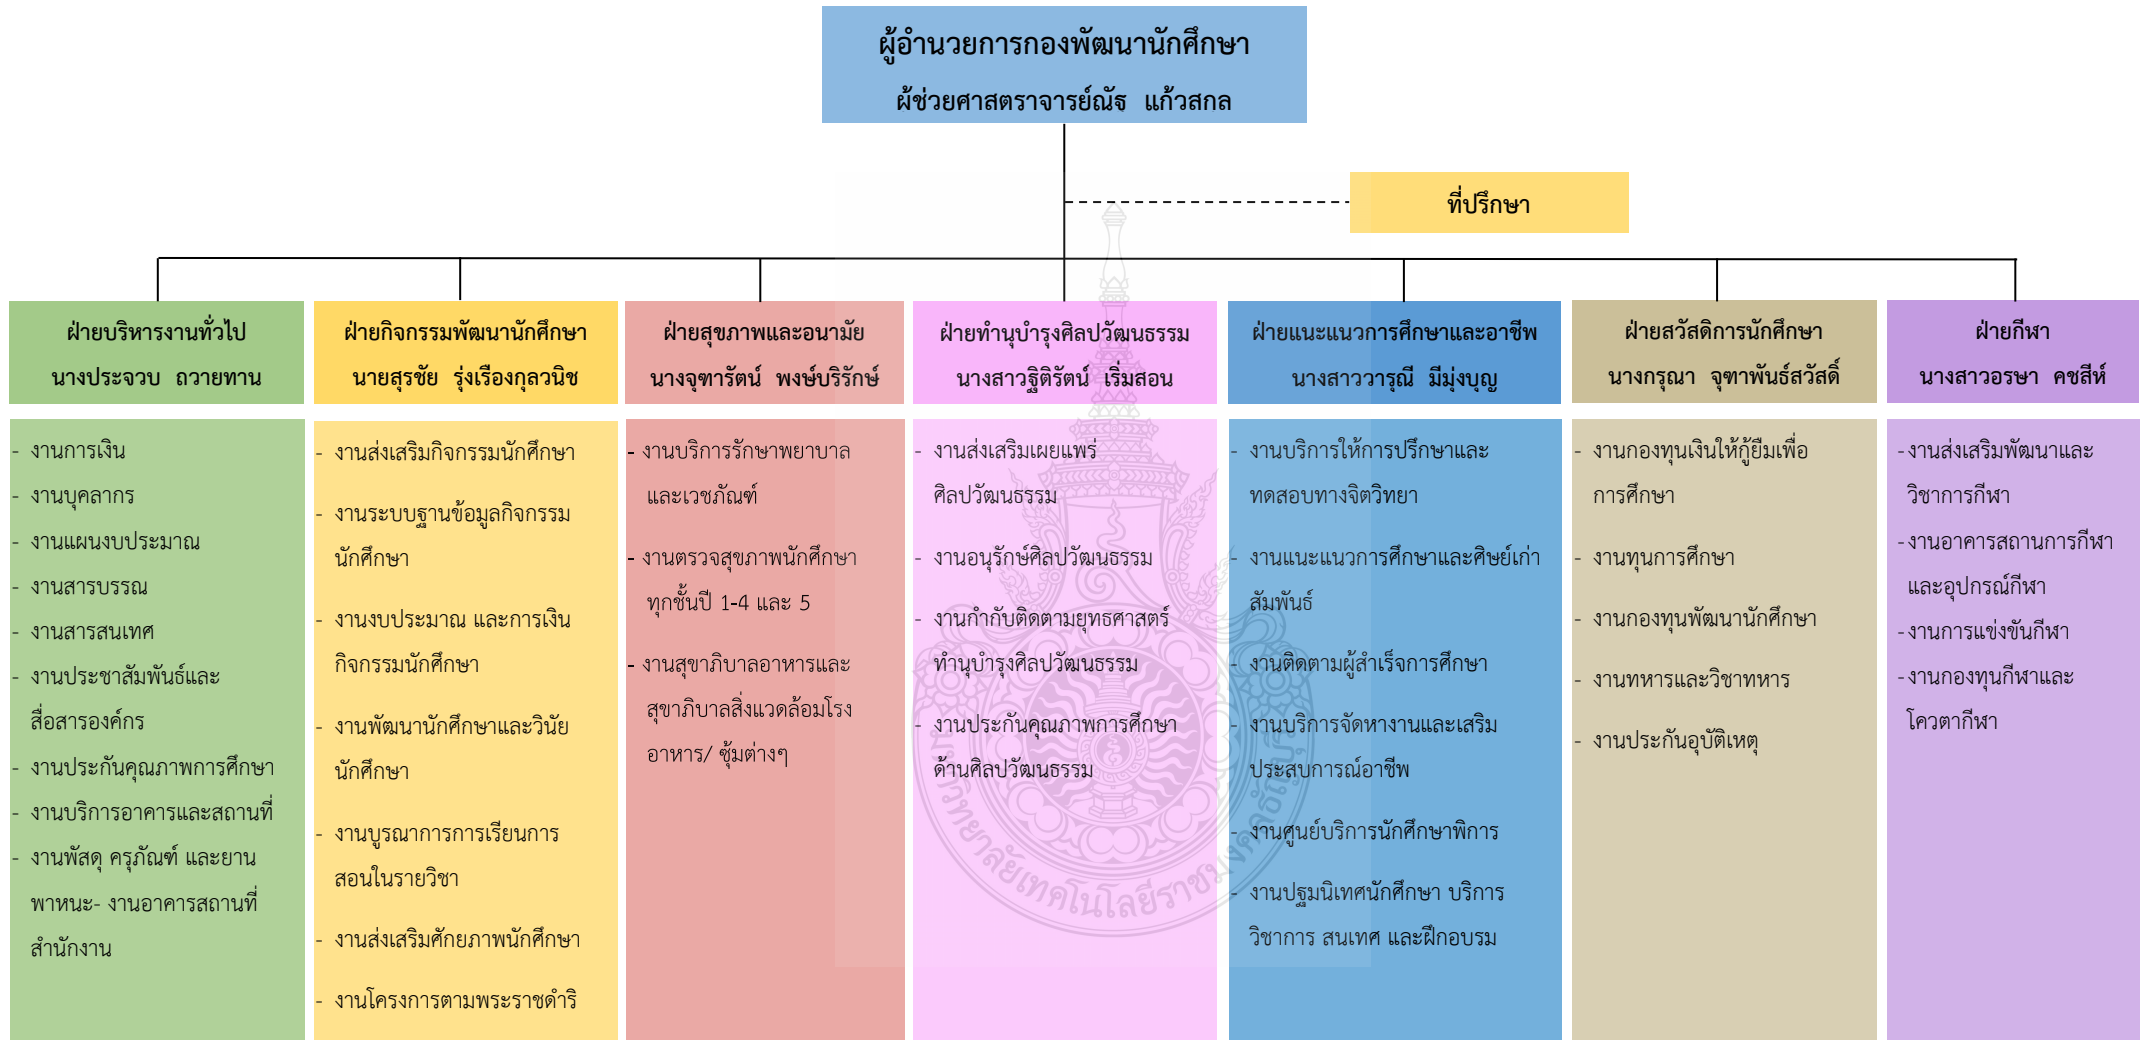 ผู้อำนวยการกองพัฒนานักศึกษา
ผู้ช่วยศาสตราจารย์ณัฐ แก้วสกุล
ที่ปรึกษา
ฝ่ายบริหารงานทั่วไป
นางประจวบ ถวายทาน
- งานการเงิน
- งานบุคลากร
- งานแผนงบประมาณ
- งานสารบรรณ
- งานสารสนเทศ
- งานประชาสัมพันธ์และ
สื่อสารองค์กร
- งานประกันคุณภาพการศึกษา
- งานบริการอาคารและสถานที่
- งานพัสดุ ครุภัณฑ์ และยาน
พาหนะ- งานอาคารสถานที่
สำนักงาน
ฝ่ายกิจกรรมพัฒนานักศึกษา
นายสุรชัย รุ่งเรืองกุลวนิช
- งานส่งเสริมกิจกรรมนักศึกษา
- งานระบบฐานข้อมูลกิจกรรม
นักศึกษา
- งานงบประมาณ และการเงิน
กิจกรรมนักศึกษา
- งานพัฒนานักศึกษาและวินัย
นักศึกษา
- งานบูรณาการการเรียนการ
สอนในรายวิชา
- งานส่งเสริมศักยภาพนักศึกษา
- งานโครงการตามพระราชดำริ
ฝ่ายสุขภาพและอนามัย
นางจุฑารัตน์ พงษ์บริรักษ์
- งานบริการรักษาพยาบาล
และเวชภัณฑ์
- งานตรวจสุขภาพนักศึกษา
ทุกชั้นปี 1-4 และ 5
- งานสุขาภิบาลอาหารและ
สุขาภิบาลสิ่งแวดล้อมโรง
อาหาร/ ซุ้มต่างๆ
ฝ่ายทำนุบำรุงศิลปวัฒนธรรม
นางสาวฐิติรัตน์ เริ่มสอน
- งานส่งเสริมเผยแพร่
ศิลปวัฒนธรรม
- งานอนุรักษ์ศิลปวัฒนธรรม
- งานกำกับติดตามยุทธศาสตร์
ทำนุบำรุงศิลปวัฒนธรรม
- งานประกันคุณภาพการศึกษา
ด้านศิลปวัฒนธรรม
ฝ่ายแนะแนวการศึกษาและอาชีพ
นางสาววารุณี มีมุ่งบุญ
- งานบริการให้การปรึกษาและ
ทดสอบทางจิตวิทยา
- งานแนะแนวการศึกษาและศิษย์เก่า
สัมพันธ์
- งานติดตามผู้สำเร็จการศึกษา
- งานบริการจัดหางานและเสริม
ประสบการณ์อาชีพ
- งานศูนย์บริการนักศึกษาพิการ
- งานปฐมนิเทศนักศึกษา บริการ
วิชาการ สนเทศ และฝึกอบรม
ฝ่ายสวัสดิการนักศึกษา
นางกรุณา จุฑาพันธ์สวัสดิ์
- งานกองทุนเงินให้กู้ยืมเพื่อ
การศึกษา
- งานทุนการศึกษา
- งานกองทุนพัฒนานักศึกษา
- งานทหารและวิชาทหาร
- งานประกันอุบัติเหตุ
ฝ่ายกีฬา
นางสาวอรษา คชสีห์
- งานส่งเสริมพัฒนาและ
วิชาการกีฬา
- งานอาคารสถานการกีฬา
และอุปกรณ์กีฬา
- งานการแข่งขันกีฬา
- งานกองทุนกีฬาและ
โควตากีฬา
มหาวิทยาลัยเทคโนโลยีราชมงคลธัญบุรี